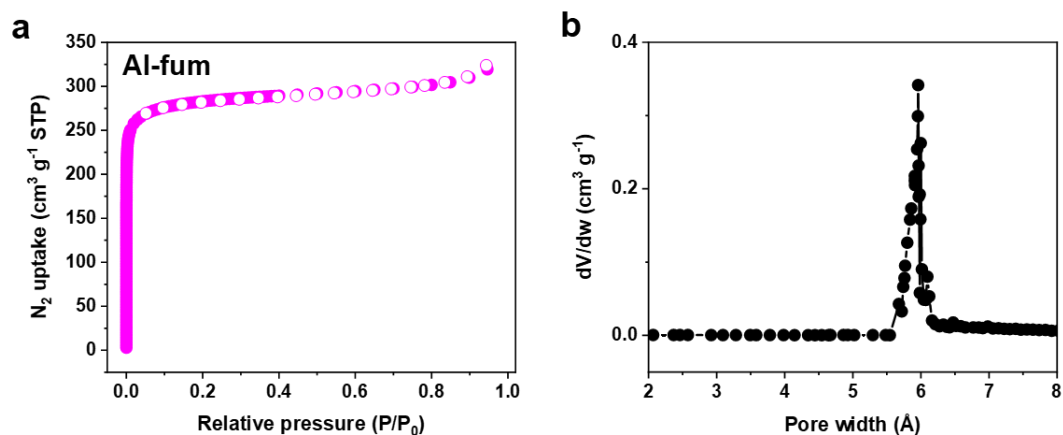 a
Al-fum
N₂ uptake (cm³ g⁻¹ STP)
350
300
250
200
150
100
50
0
0.0 0.2 0.4 0.6 0.8 1.0
Relative pressure (P/P₀)
b
dV/dw (cm³ g⁻¹)
0.4
0.2
0.0
2 3 4 5 6 7 8
Pore width (Å)